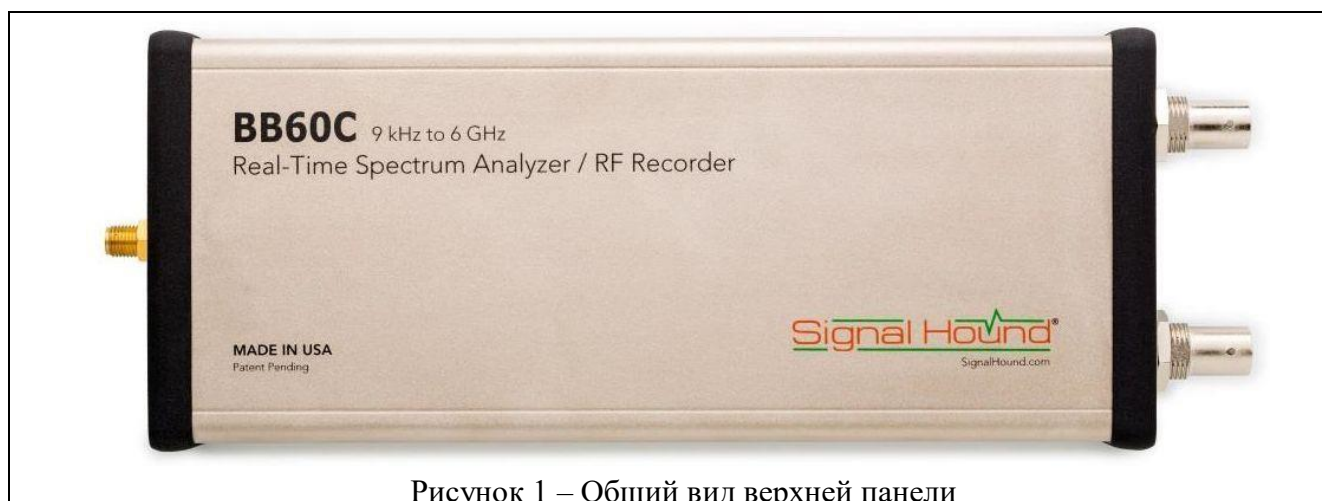 BB60C 9 kHz to 6 GHz
Real-Time Spectrum Analyzer / RF Recorder
MADE IN USA
Patent Pending
Signal Hound®
SignalHound.com
Рисунок 1 – Общий вид верхней панели